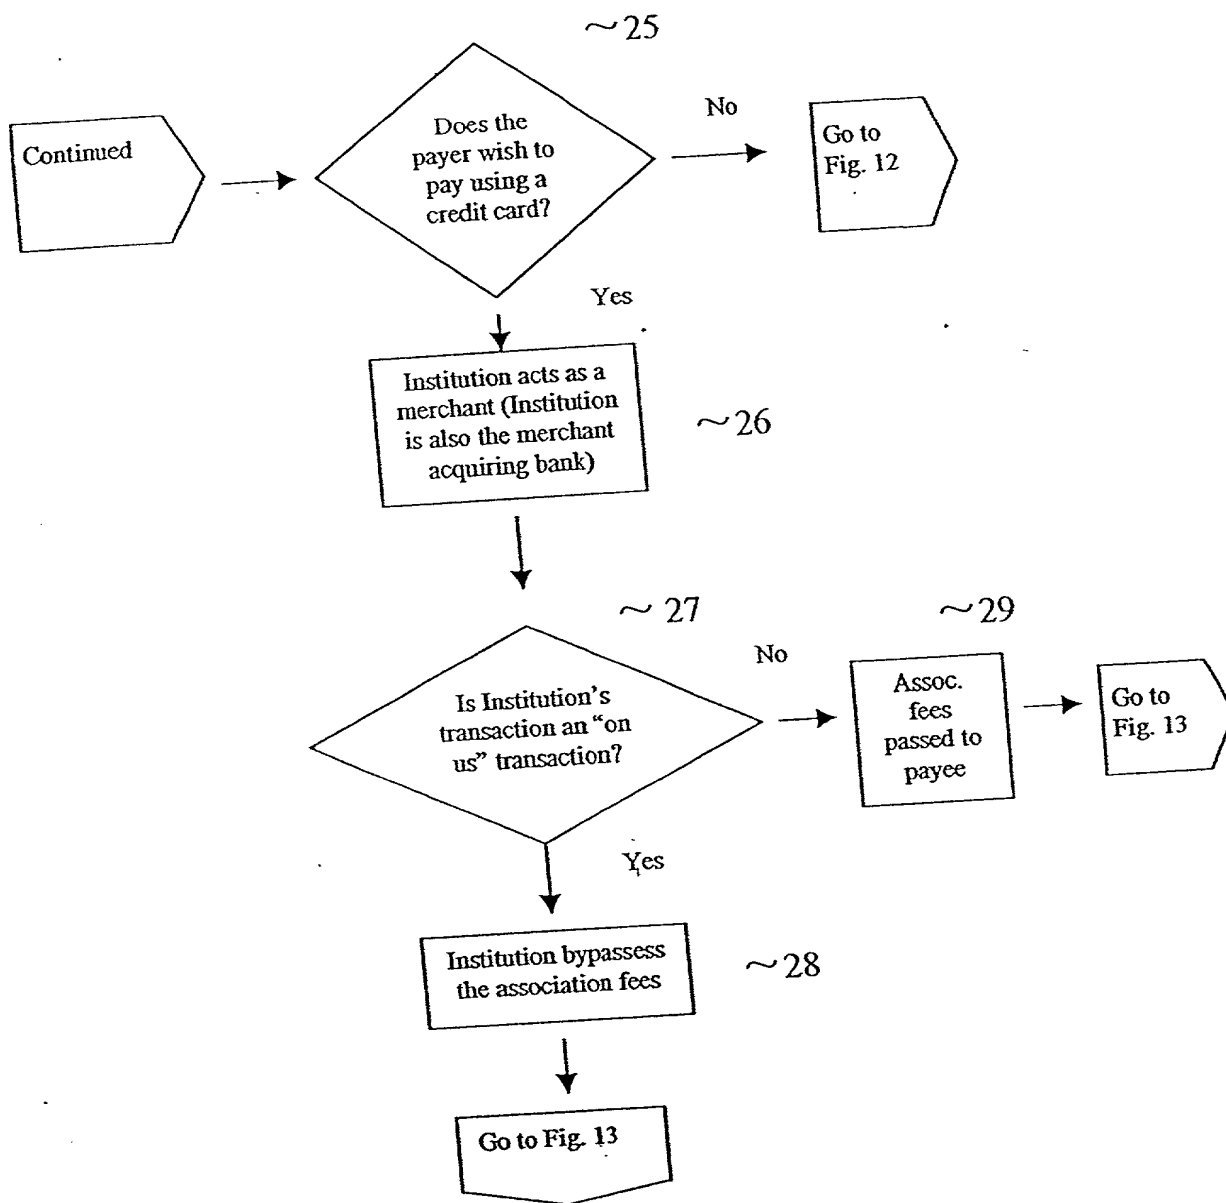 ~25
Continued
Does the
payer wish to
pay using a
credit card?
No
Go to
Fig. 12
Yes
Institution acts as a
merchant (Institution
is also the merchant
acquiring bank)
~26
~27
Is Institution's
transaction an “on
us” transaction?
No
~29
Assoc.
fees
passed to
payee
Go to
Fig. 13
Yes
Institution bypassess
the association fees
~28
Go to Fig. 13